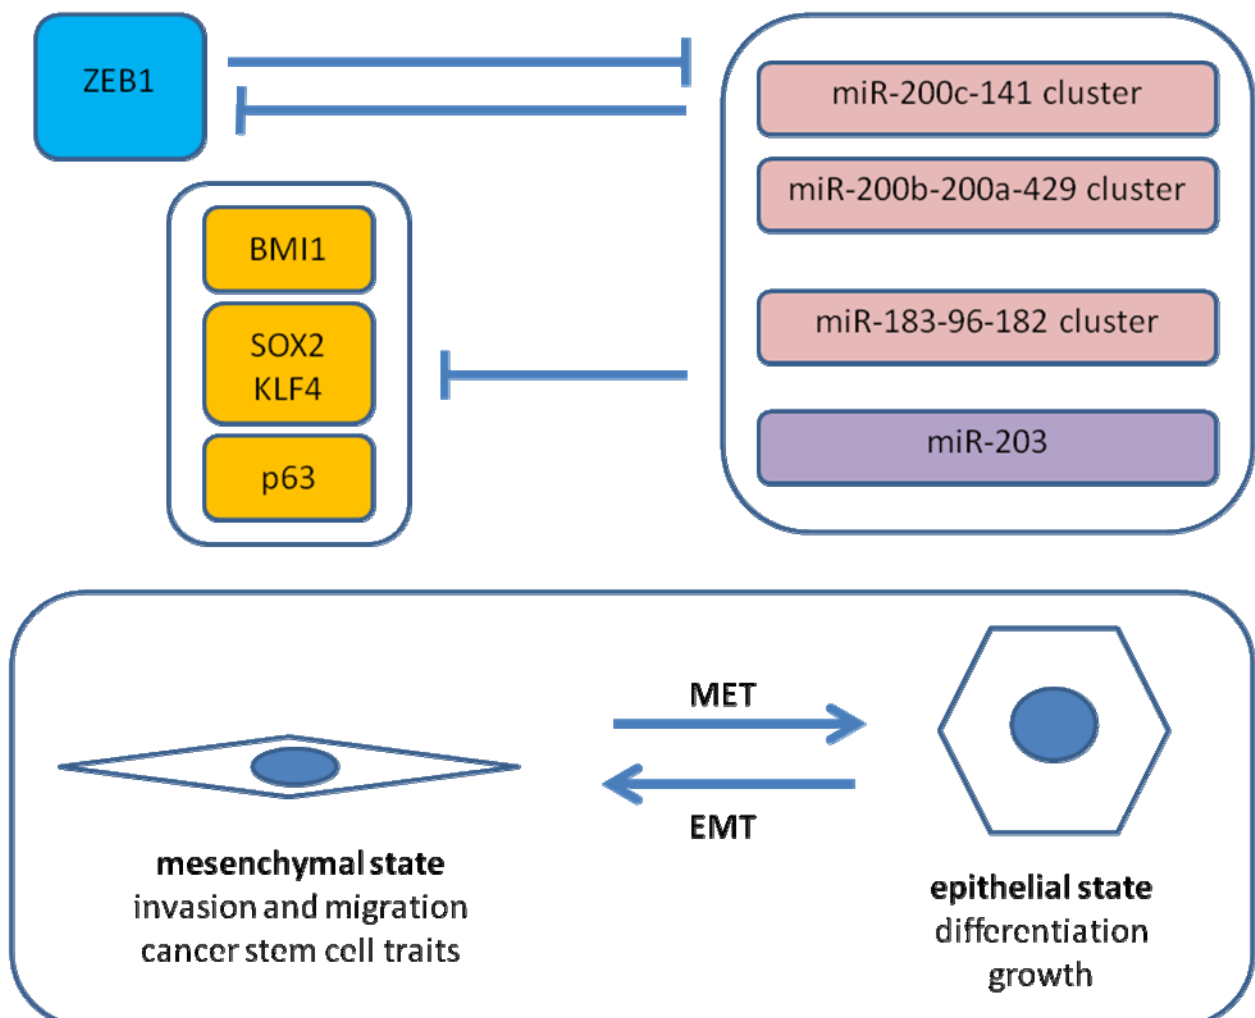 ZEB1
miR-200c-141 cluster
miR-200b-200a-429 cluster
miR-183-96-182 cluster
miR-203
BMI1
SOX2
KLF4
p63
MET
EMT
mesenchymal state
invasion and migration
cancer stem cell traits
epithelial state
differentiation
growth